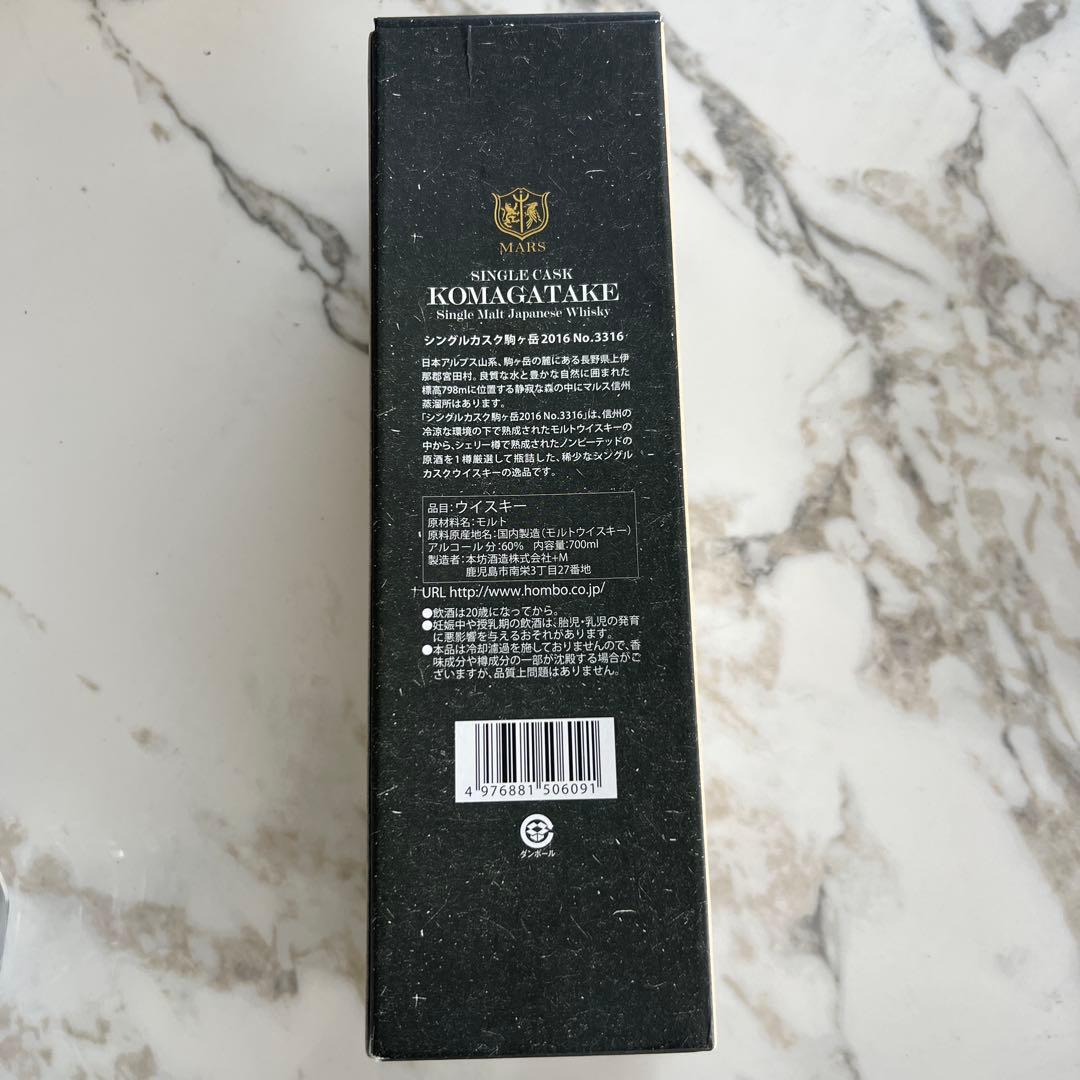 MARS
SINGLE CASK
KOMAGATAKE
Single Malt Japanese Whisky
シングルカスク駒ヶ岳2016 No.3316
日本アルプス山系、駒ヶ岳の麓にある長野県上伊
那郡宮田村。良質な水と豊かな自然に囲まれた
標高798mに位置する静寂な森の中にマルス信州
蒸溜所はあります。
「シングルカスク駒ヶ岳2016 No.3316」は、信州の
冷涼な環境の下で熟成されたモルトウイスキーの
中から、シェリー樽で熟成されたノンピーテッドの
原酒を1樽厳選して瓶詰した、稀少なシングル
カスクウイスキーの逸品です。
品目：ウイスキー
原材料名：モルト
原料原産地名：国内製造（モルトウイスキー）
アルコール分：60% 内容量：700ml
製造者：本坊酒造株式会社+M
鹿児島市南栄3丁目27番地
URL http://www.hombo.co.jp/
●飲酒は20歳になってから。
●妊娠中や授乳期の飲酒は、胎児・乳児の発育
に悪影響を与えるおそれがあります。
●本品は冷却濾過を施しておりませんので、香
味成分や樽成分の一部が沈殿する場合がご
ざいますが、品質上問題はありません。
4 976881 506091
ダンボール